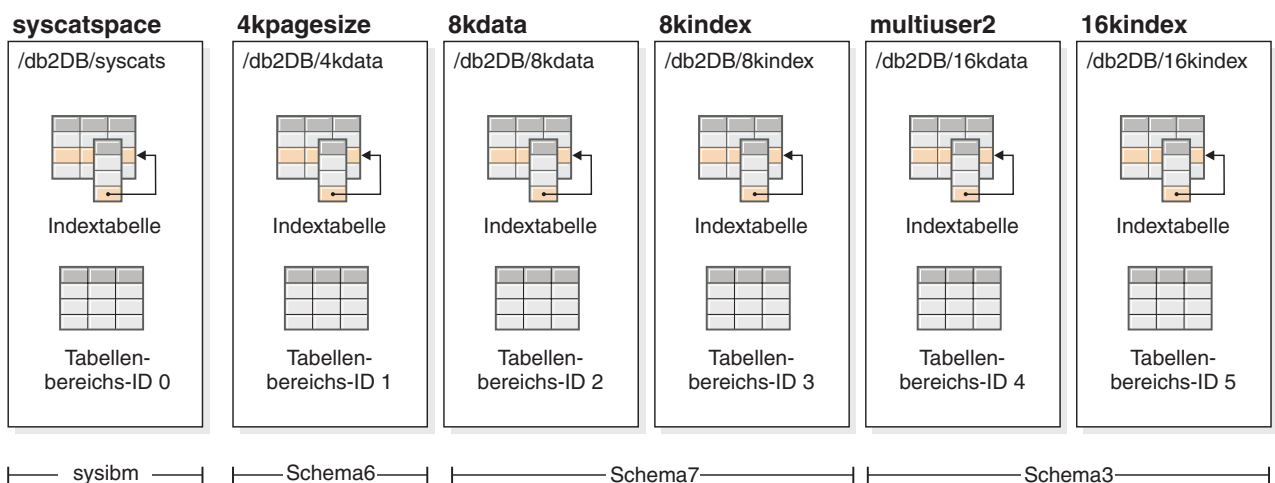 syscatspace
4kpagesize
8kdata
8kindex
multiuser2
16kindex
/db2DB/syscats
/db2DB/4kdata
/db2DB/8kdata
/db2DB/8kindex
/db2DB/16kdata
/db2DB/16kindex
Indextabelle
Indextabelle
Indextabelle
Indextabelle
Indextabelle
Indextabelle
Tabellen-
bereichs-ID 0
Tabellen-
bereichs-ID 1
Tabellen-
bereichs-ID 2
Tabellen-
bereichs-ID 3
Tabellen-
bereichs-ID 4
Tabellen-
bereichs-ID 5
sysibm
Schema6
Schema7
Schema3